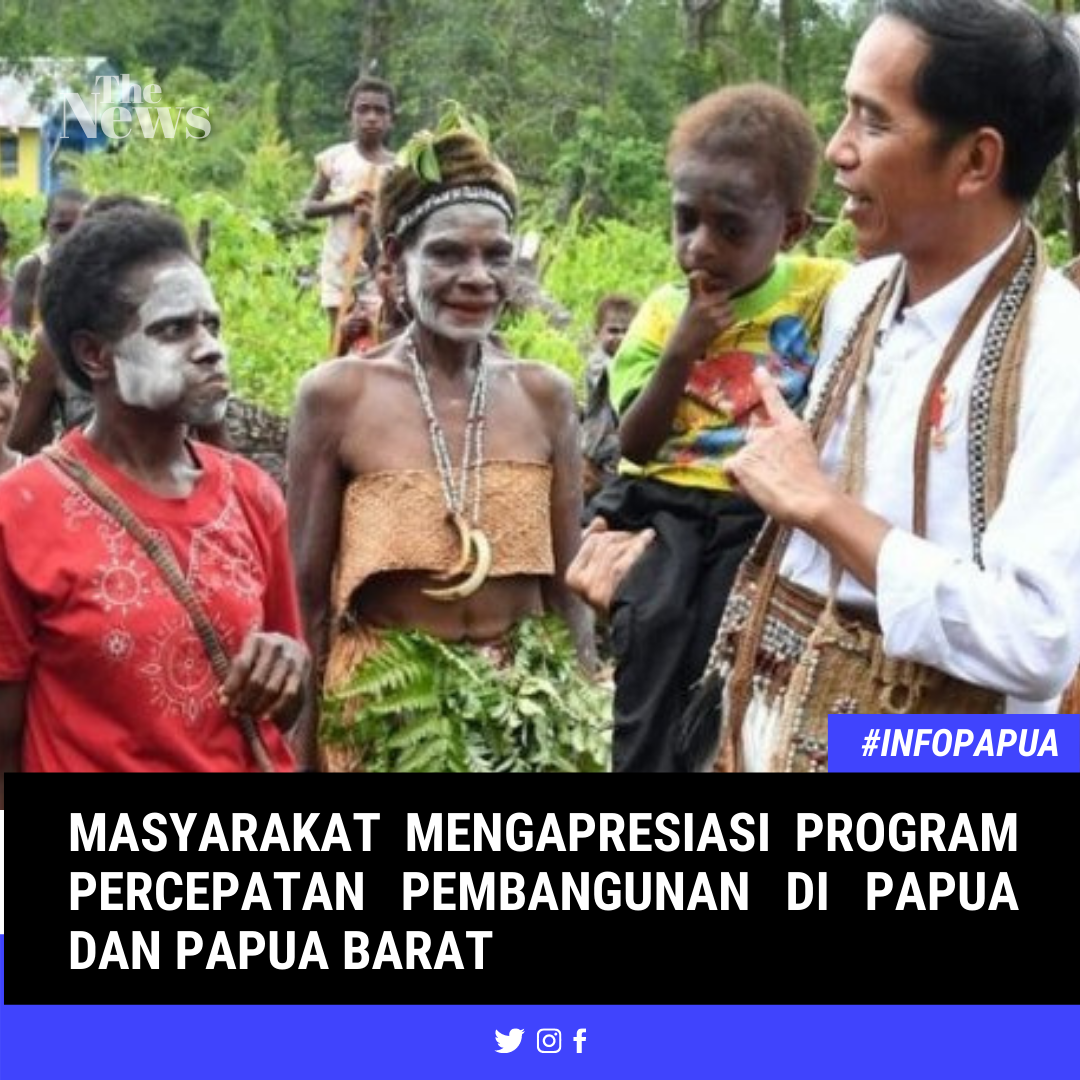 The
News
#INFOPAPUA
MASYARAKAT MENGAPRESIASI PROGRAM
PERCEPATAN PEMBANGUNAN DI PAPUA
DAN PAPUA BARAT